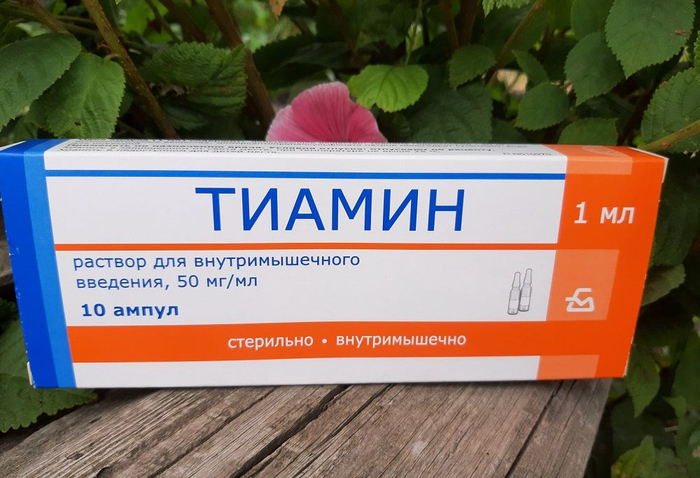 ТИАМИН
1 мл
раствор для внутримышечного
введения, 50 мг/мл
10 ампул
стерильно • внутримышечно